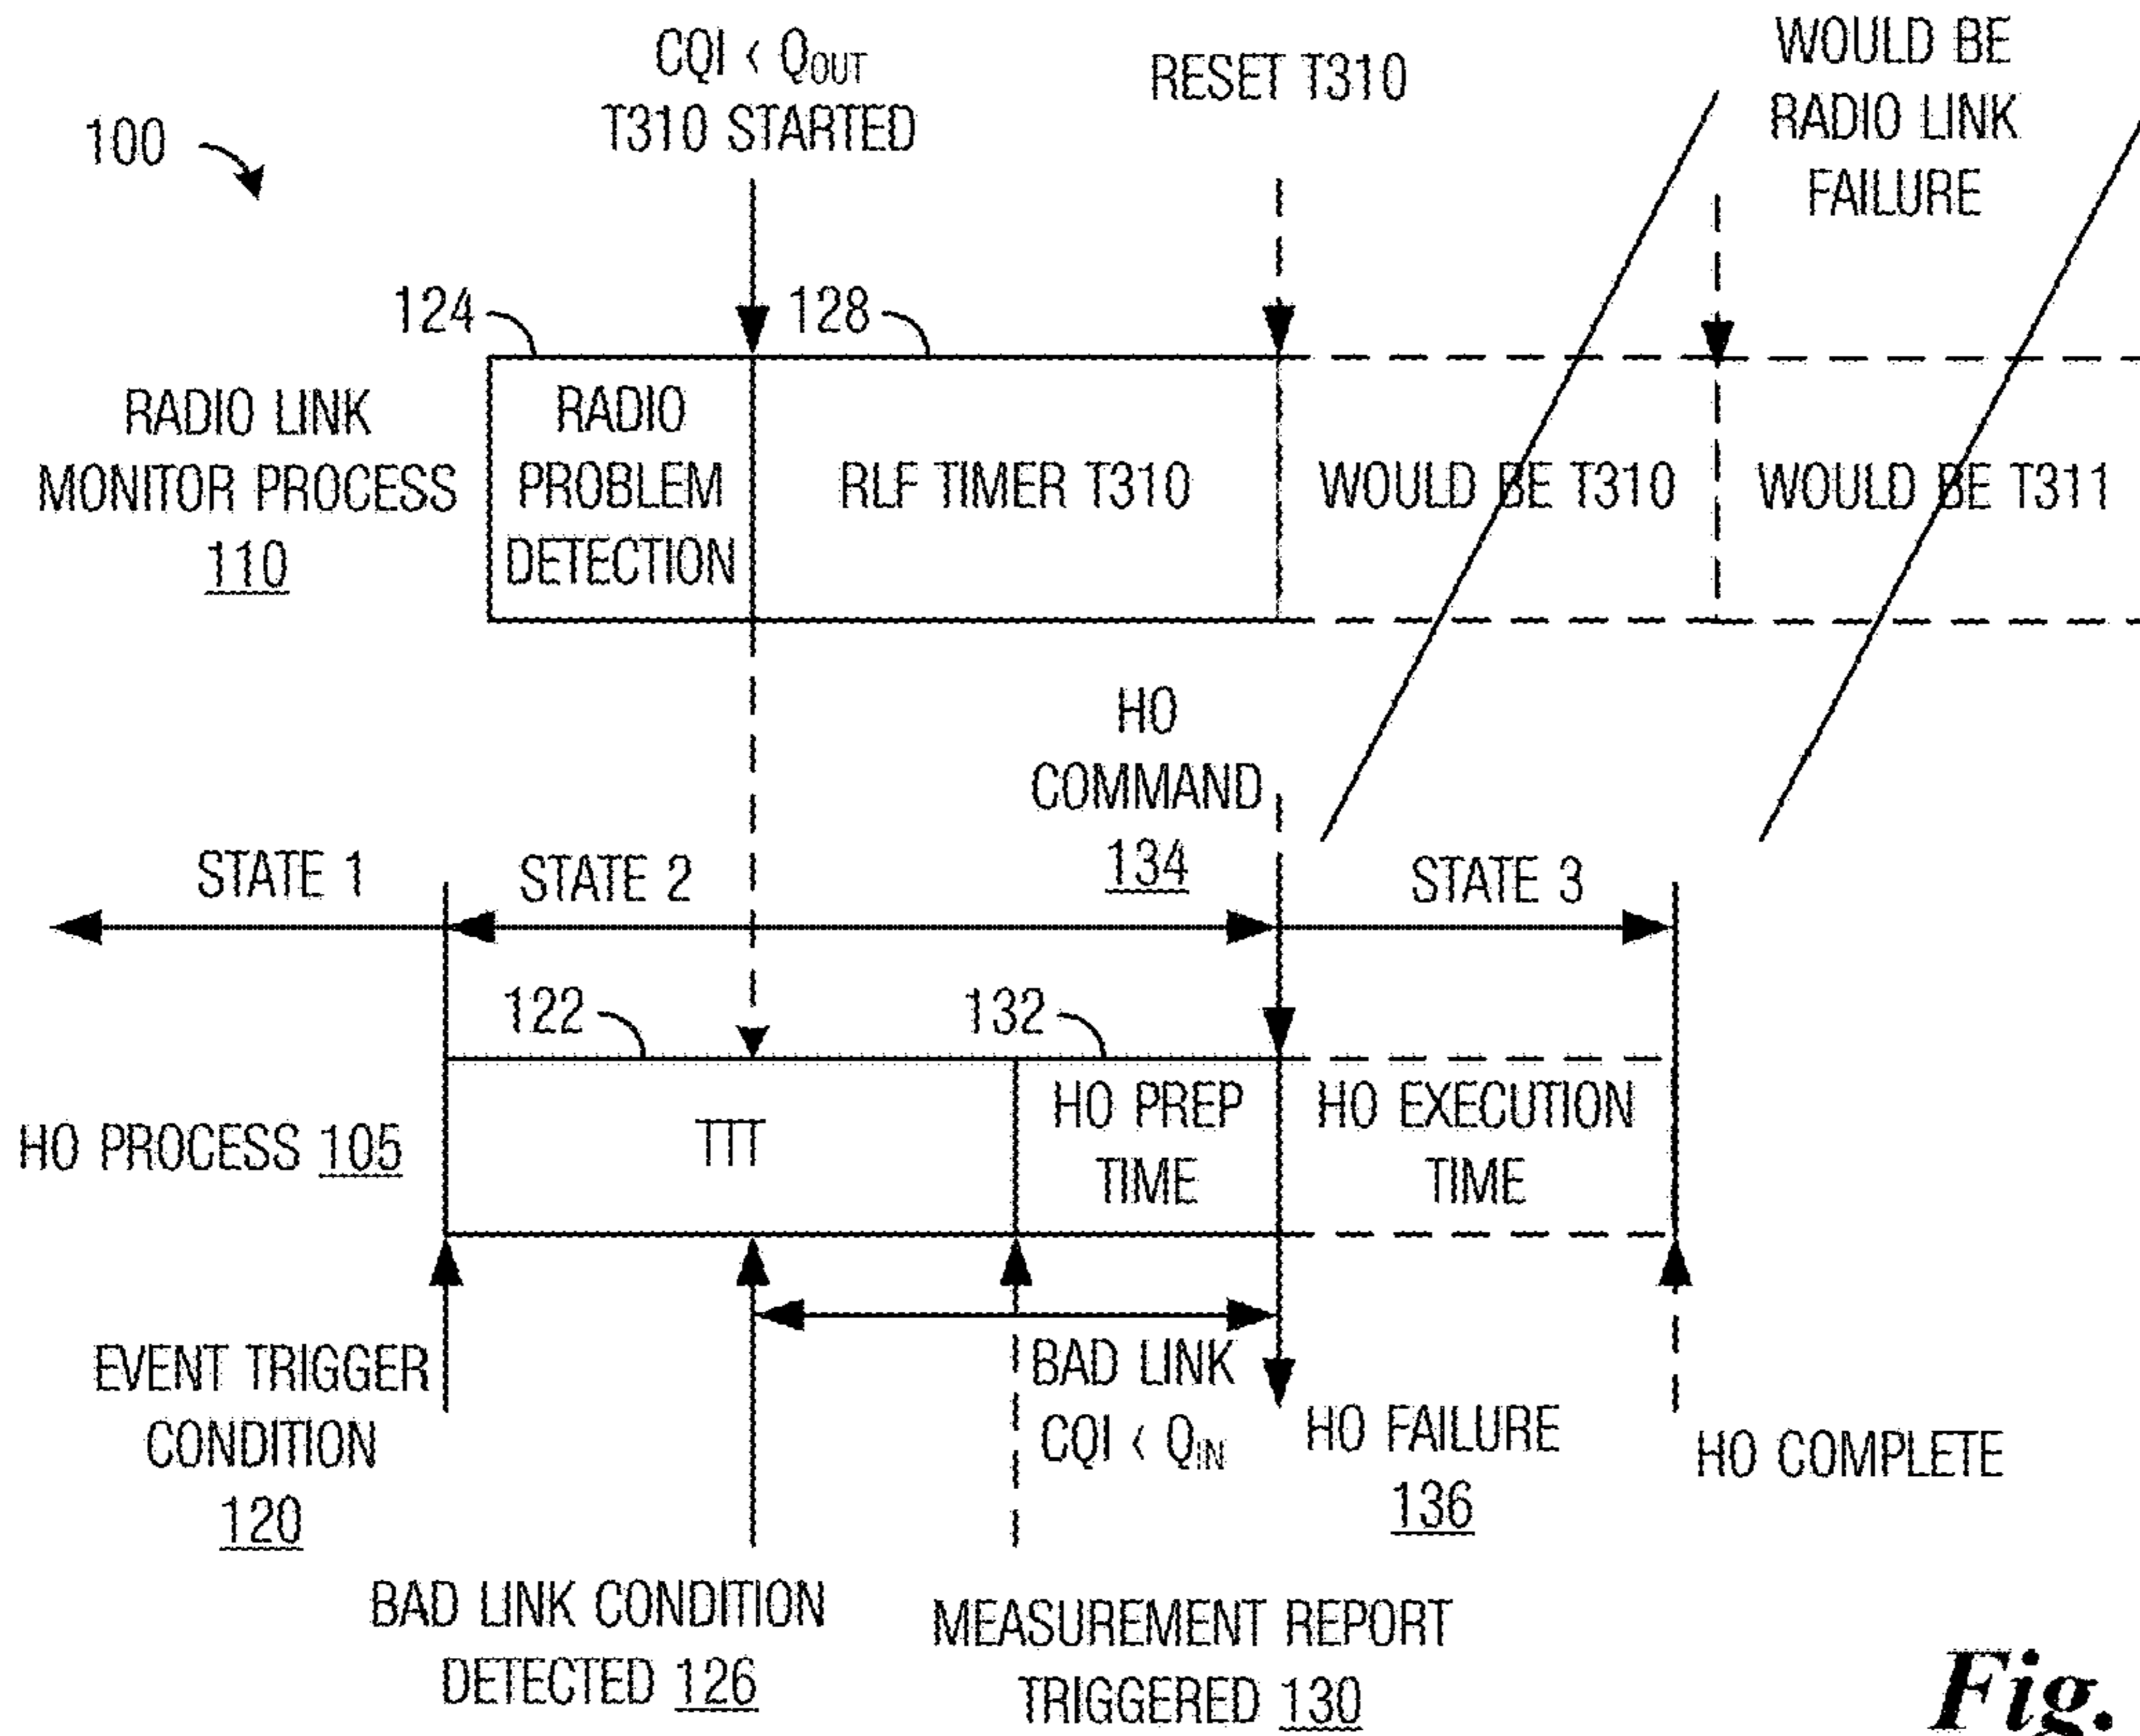 CQI < QOUT
T310 STARTED
RESET T310
WOULD BE
RADIO LINK
FAILURE
100
124
128
RADIO LINK
MONITOR PROCESS
110
RADIO
PROBLEM
DETECTION
RLF TIMER T310
WOULD BE T310
WOULD BE T311
HO
COMMAND
134
STATE 1
STATE 2
STATE 3
122
132
HO PROCESS 105
TTT
HO PREP
TIME
HO EXECUTION
TIME
EVENT TRIGGER
CONDITION
120
BAD LINK
CQI < QIN
HO FAILURE
136
HO COMPLETE
BAD LINK CONDITION
DETECTED 126
MEASUREMENT REPORT
TRIGGERED 130
Fig.